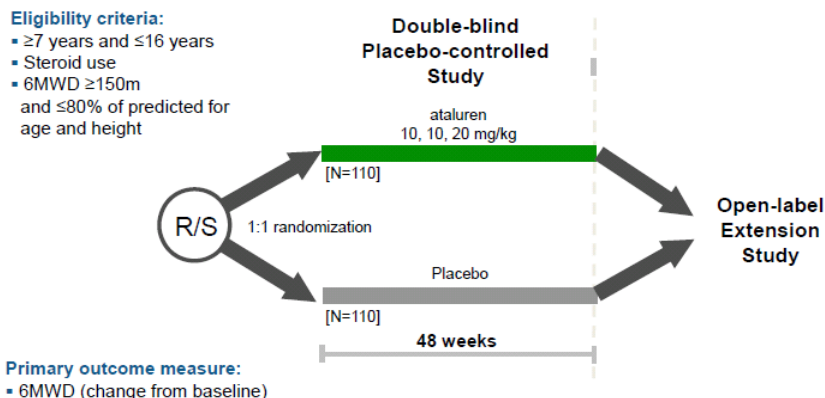 Eligibility criteria:
▪ ≥7 years and ≤16 years
▪ Steroid use
▪ 6MWD ≥150m
and ≤80% of predicted for
age and height
Double-blind
Placebo-controlled
Study
ataluren
10, 10, 20 mg/kg
[N=110]
R/S
1:1 randomization
Open-label
Extension
Study
Placebo
[N=110]
48 weeks
Primary outcome measure:
▪ 6MWD (change from baseline)